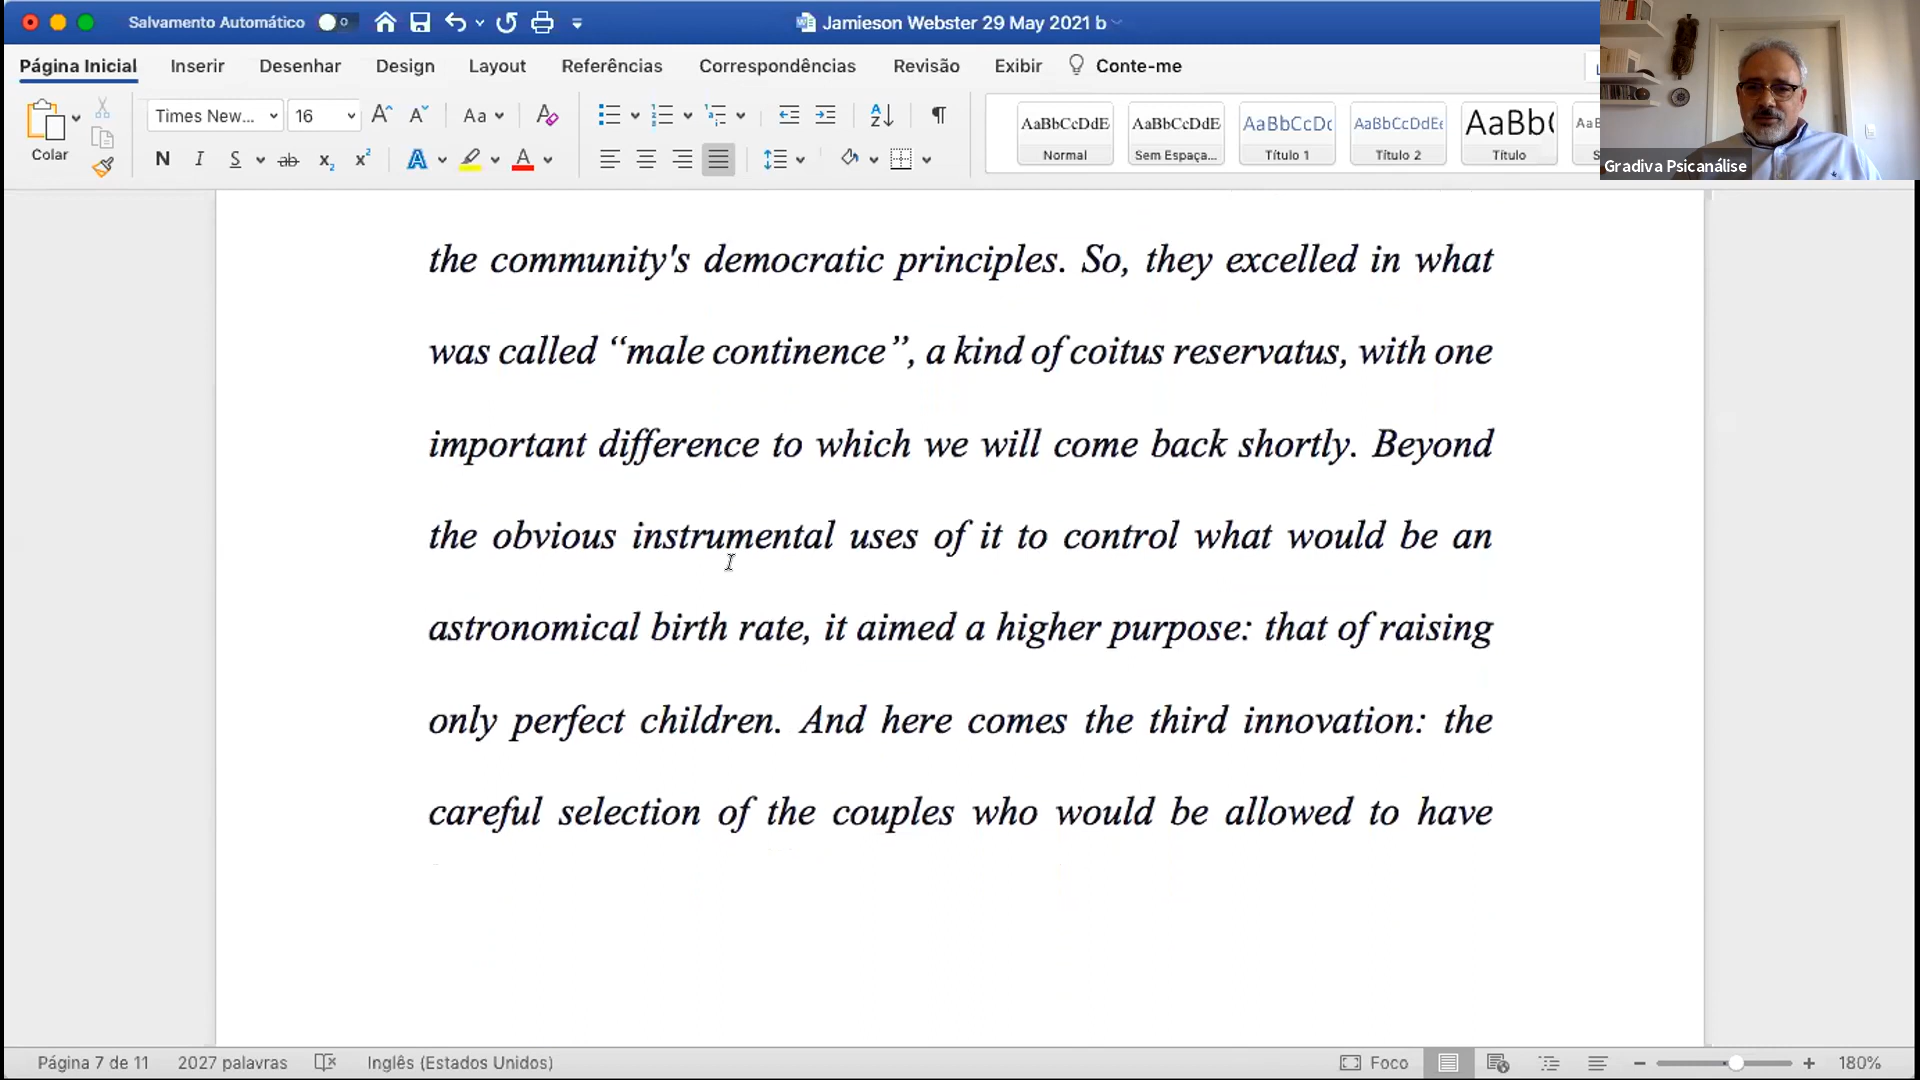 Salvamento Automático
Jamieson Webster 29 May 2021 b
Página Inicial Inserir Desenhar Design Layout Referências Correspondências Revisão Exibir Conte-me
Colar
Times New... 16 Aa
N I S ab x₂ x²
AaBbCcDdE AaBbCcDdE AaBbCcDc AaBbCcDdEe AaBb( AaB
Normal Sem Espaça... Título 1 Título 2 Título S
Gradiva Psicanálise
the community's democratic principles. So, they excelled in what
was called “male continence”, a kind of coitus reservatus, with one
important difference to which we will come back shortly. Beyond
the obvious instrumental uses of it to control what would be an
astronomical birth rate, it aimed a higher purpose: that of raising
only perfect children. And here comes the third innovation: the
careful selection of the couples who would be allowed to have
Página 7 de 11 2027 palavras Inglês (Estados Unidos) Foco 180%